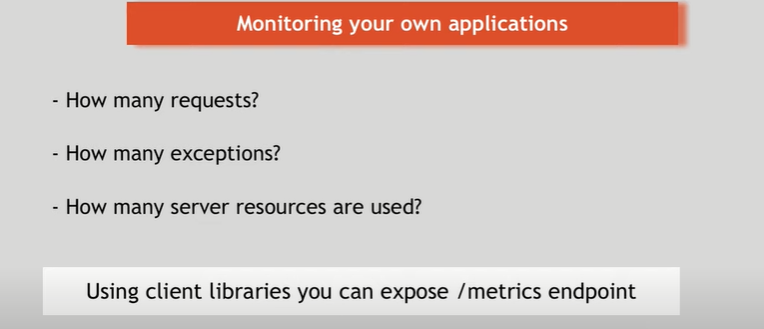 Monitoring your own applications
- How many requests?
- How many exceptions?
- How many server resources are used?
Using client libraries you can expose /metrics endpoint